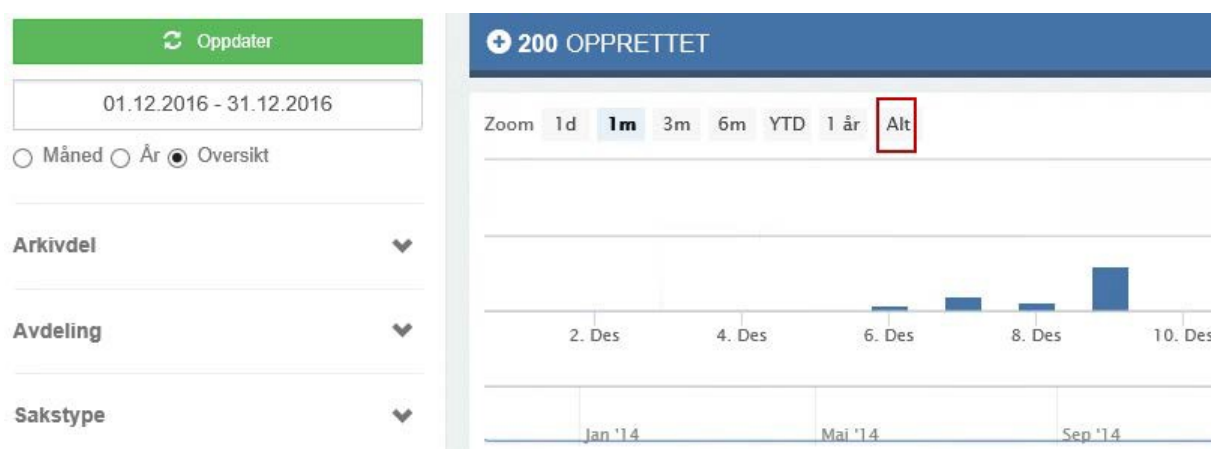 Oppdater
01.12.2016 - 31.12.2016
Måned År Oversikt
Arkivdel
Avdeling
Sakstype
200 OPPRETTET
Zoom 1d 1m 3m 6m YTD 1 år Alt
2. Des 4. Des 6. Des 8. Des 10. Des
Jan '14 Mai '14 Sep '14